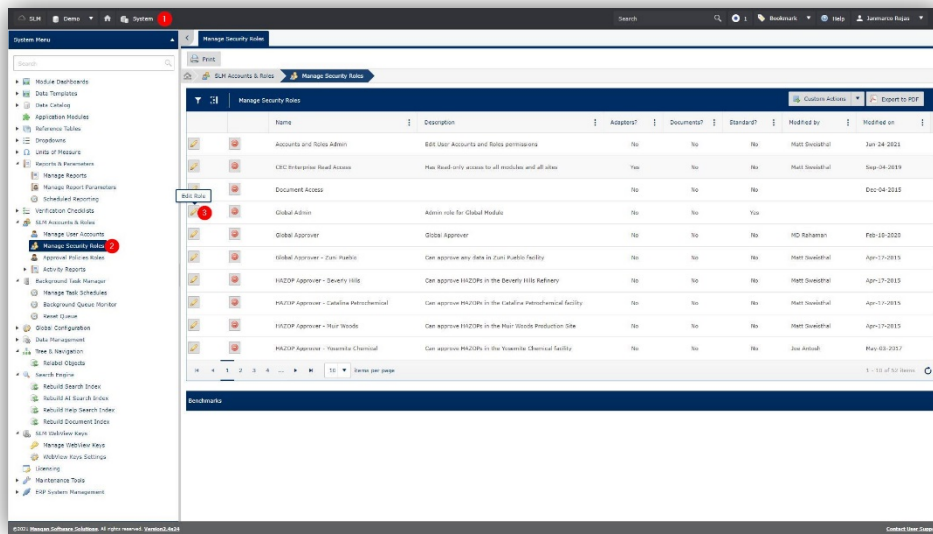 SLM Demo System 1 Search 1 Bookmark Help Janmarco Rojas
System Menu
Manage Security Roles
Search
Print
SLM Accounts & Roles Manage Security Roles
Module Dashboards
Data Templates
Data Catalog
Application Modules
Reference Tables
Dropdowns
Units of Measure
Reports & Parameters
Manage Reports
Manage Report Parameters
Scheduled Reporting
Verification Checklists
SLM Accounts & Roles
Manage User Accounts
Manage Security Roles 2
Approval Policies Roles
Activity Reports
Background Task Manager
Manage Task Schedules
Background Queue Monitor
Reset Queue
Global Configuration
Data Management
Tree & Navigation
Relabel Objects
Search Engine
Rebuild Search Index
Rebuild AI Search Index
Rebuild Help Search Index
Rebuild Document Index
SLM WebView Keys
Manage WebView Keys
WebView Keys Settings
Licensing
Maintenance Tools
ERP System Management
Manage Security Roles Custom Actions Export to PDF
Name Description Adapters? Documents? Standard? Modified by Modified on
Accounts and Roles Admin Edit User Accounts and Roles permissions No No No Matt Sweisthal Jun-24-2021
CEC Enterprise Read Access Has Read-only access to all modules and all sites Yes No No Matt Sweisthal Sep-04-2019
Document Access No No No Dec-04-2015
Edit Role
3 Global Admin Admin role for Global Module No No Yes
Global Approver Global Approver No No No MD Rahaman Feb-18-2020
Global Approver - Zuni Pueblo Can approve any data in Zuni Pueblo facility No No No Matt Sweisthal Apr-17-2015
HAZOP Approver - Beverly Hills Can approve HAZOPs in the Beverly Hills Refinery No No No Matt Sweisthal Apr-17-2015
HAZOP Approver - Catalina Petrochemical Can approve HAZOPs in the Catalina Petrochemical facility No No No Matt Sweisthal Apr-17-2015
HAZOP Approver - Muir Woods Can approve HAZOPs in the Muir Woods Production Site No No No Matt Sweisthal Apr-17-2015
HAZOP Approver - Yosemite Chemical Can approve HAZOPs in the Yosemite Chemical facility No No No Joe Antosh May-03-2017
1 2 3 4 ... 10 items per page
Benchmarks
©2021 Mangan Software Solutions. All rights reserved. Contact User Supp